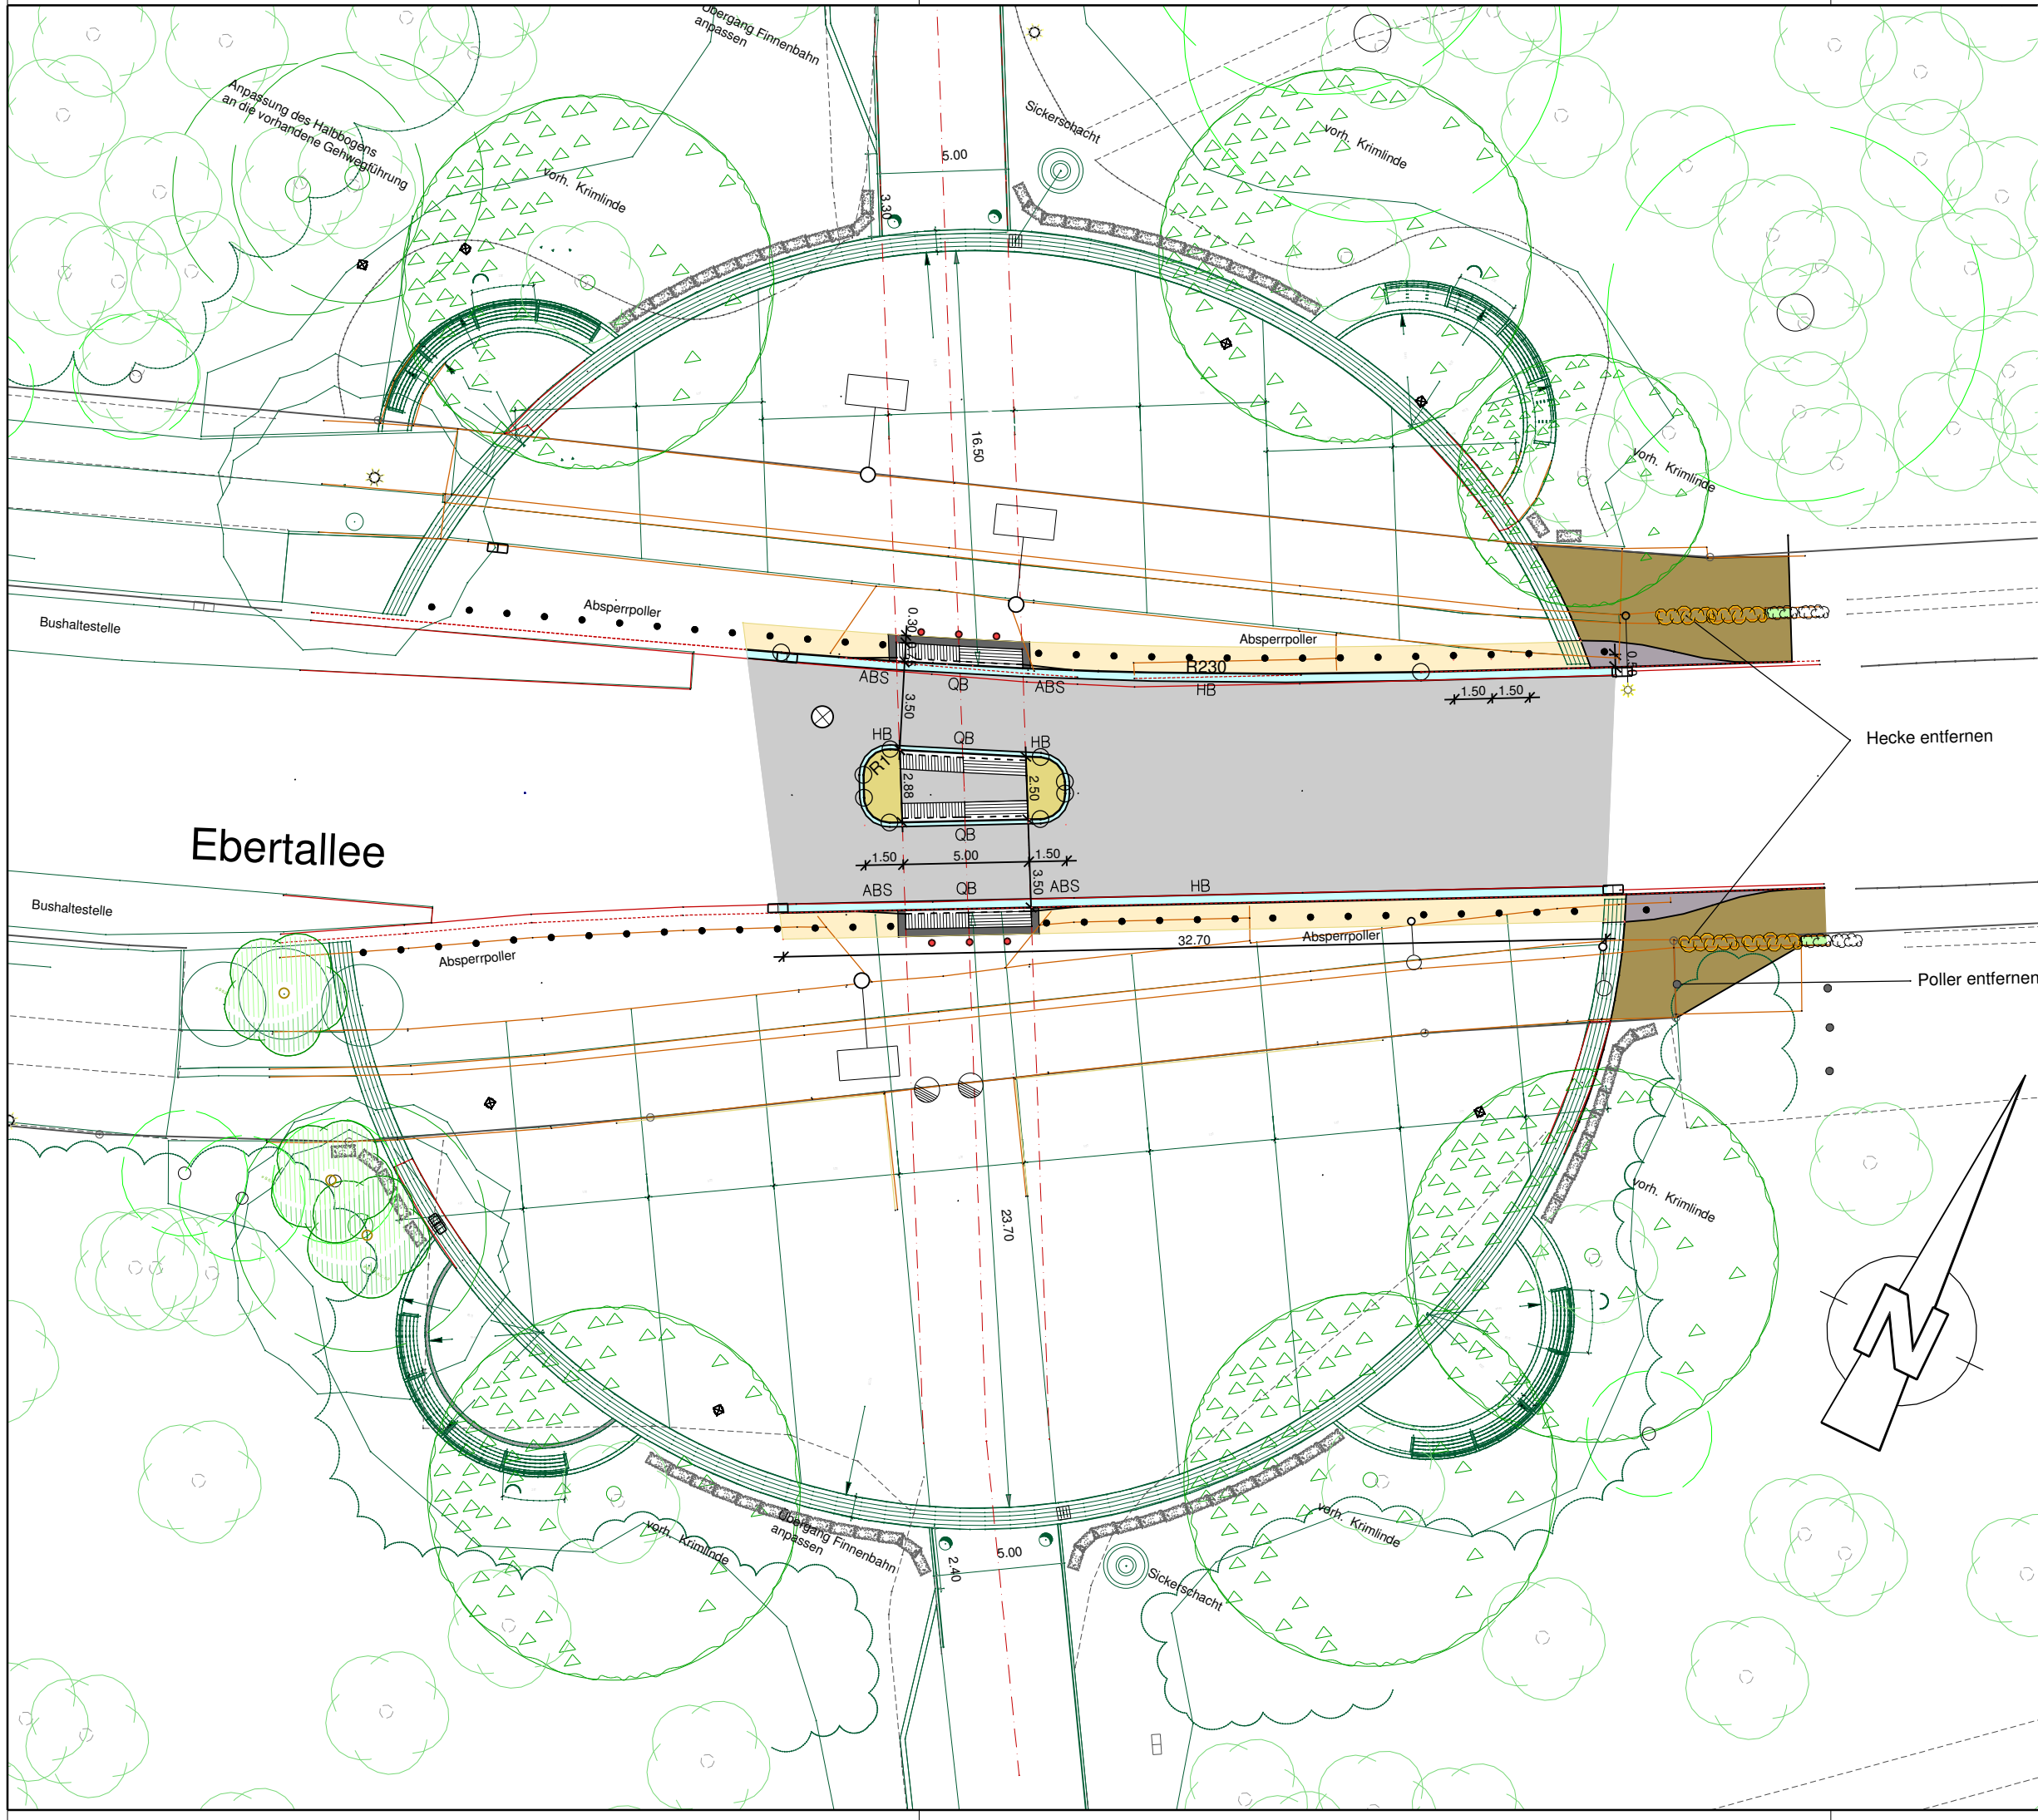 Übergang Finnenbahn
anpassen
Anpassung des Halbbogens
an die vorhandene Gehwegführung
vorh. Krimlinde
Sickerschacht
vorh. Krimlinde
5.00
3.30
16.50
vorh. Krimlinde
Bushaltestelle
Absperrpoller
0.30
Absperrpoller
R230
ABS
QB
ABS
HB
1.50
1.50
3.50
Hecke entfernen
HB
QB
HB
R1
2.88
2.50
QB
Ebertallee
1.50
5.00
1.50
3.50
ABS
QB
ABS
HB
Bushaltestelle
Absperrpoller
32.70
Absperrpoller
Poller entfernen
23.70
vorh. Krimlinde
N
vorh. Krimlinde
Übergang Finnenbahn
anpassen
vorh. Krimlinde
2.40
5.00
Sickerschacht